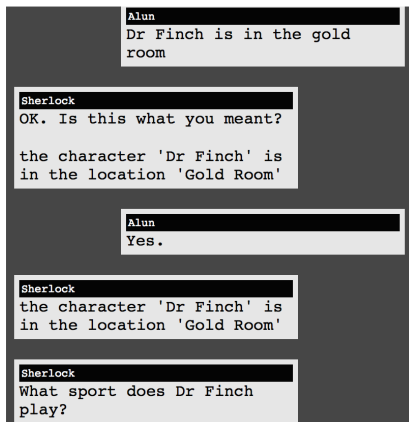 Alun
Dr Finch is in the gold
room
Sherlock
OK. Is this what you meant?
the character 'Dr Finch' is
in the location 'Gold Room'
Alun
Yes.
Sherlock
the character 'Dr Finch' is
in the location 'Gold Room'
Sherlock
What sport does Dr Finch
play?